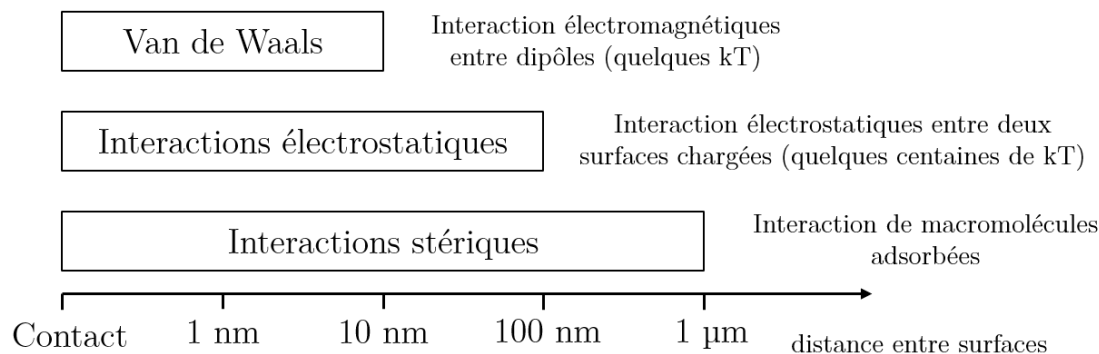 Van de Waals
Interaction électromagnétiques
entre dipôles (quelques kT)
Interactions électrostatiques
Interaction électrostatiques entre deux
surfaces chargées (quelques centaines de kT)
Interactions stériques
Interaction de macromolécules
adsorbées
Contact 1 nm 10 nm 100 nm 1 µm
distance entre surfaces